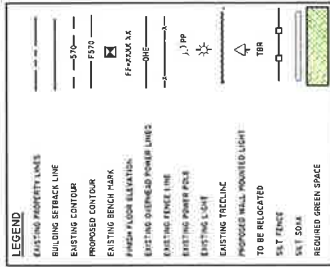 LEGEND
EXISTING PROPERTY LINES
BUILDING SETBACK LINE
EXISTING CONTOUR —570—
PROPOSED CONTOUR F570
EXISTING BENCH MARK
FINISH FLOOR ELEVATION FF=XXXX.XX
EXISTING OVERHEAD POWER LINES —OHE—
EXISTING FENCE LINE
EXISTING POWER POLE PP
EXISTING LIGHT
EXISTING TREELINE
PROPOSED WALL MOUNTED LIGHT
TO BE RELOCATED TBR
SILT FENCE
SILT SOXX
REQUIRED GREEN SPACE